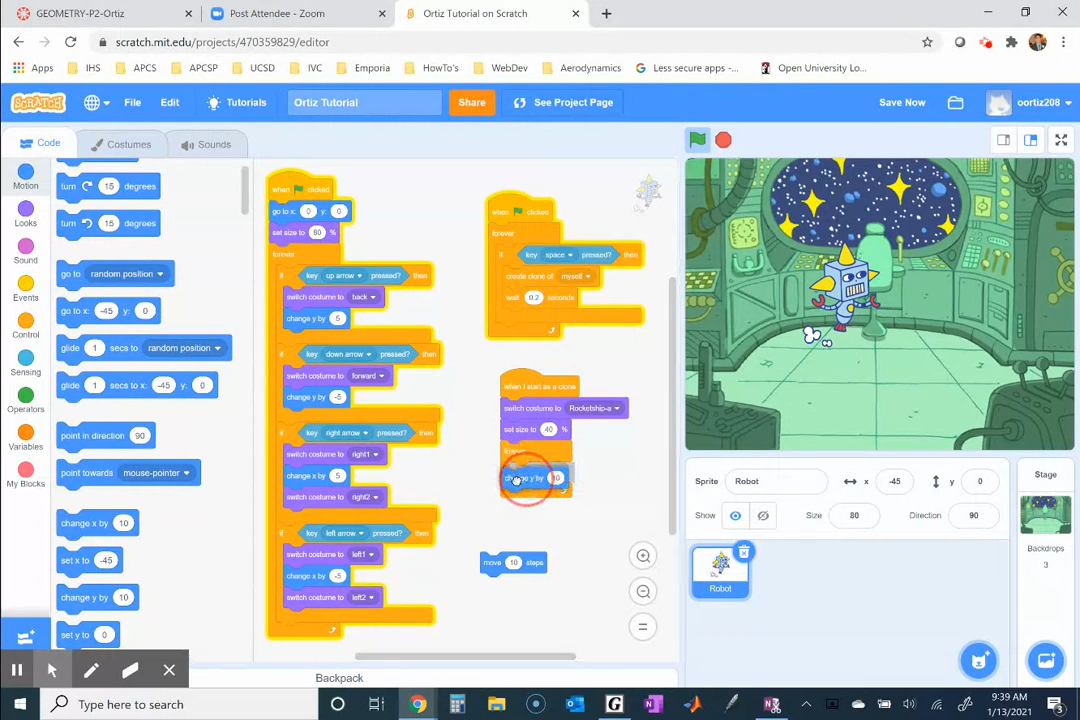 GEOMETRY-P2-Ortiz
Post Attendee - Zoom
Ortiz Tutorial on Scratch
scratch.mit.edu/projects/470359829/editor
Apps
IHS
APCS
APCSP
UCSD
IVC
Emporia
HowTo's
WebDev
Aerodynamics
Less secure apps -...
Open University Lo...
SCRATCH
File
Edit
Tutorials
Ortiz Tutorial
Share
See Project Page
Save Now
oortiz208
Code
Costumes
Sounds
Motion
Looks
Sound
Events
Control
Sensing
Operators
Variables
My Blocks
turn 15 degrees
turn 15 degrees
go to random position
go to x: -45 y: 0
glide 1 secs to random position
glide 1 secs to x: -45 y: 0
point in direction 90
point towards mouse-pointer
change x by 10
set x to -45
change y by 10
set y to 0
when clicked
go to x: 0 y: 0
set size to 80 %
forever
if key up arrow pressed? then
switch costume to back
change y by 5
if key down arrow pressed? then
switch costume to forward
change y by -5
if key right arrow pressed? then
switch costume to right1
change x by 5
switch costume to right2
if key left arrow pressed? then
switch costume to left1
change x by -5
switch costume to left2
when clicked
forever
if key space pressed? then
create clone of myself
wait 0.2 seconds
when I start as a clone
switch costume to Rocketship-a
set size to 40 %
forever
change y by 10
move 10 steps
Backpack
Sprite Robot x -45 y 0
Show Size 80 Direction 90
Robot
Stage
Backdrops
3
Type here to search
9:39 AM
1/13/2021
3